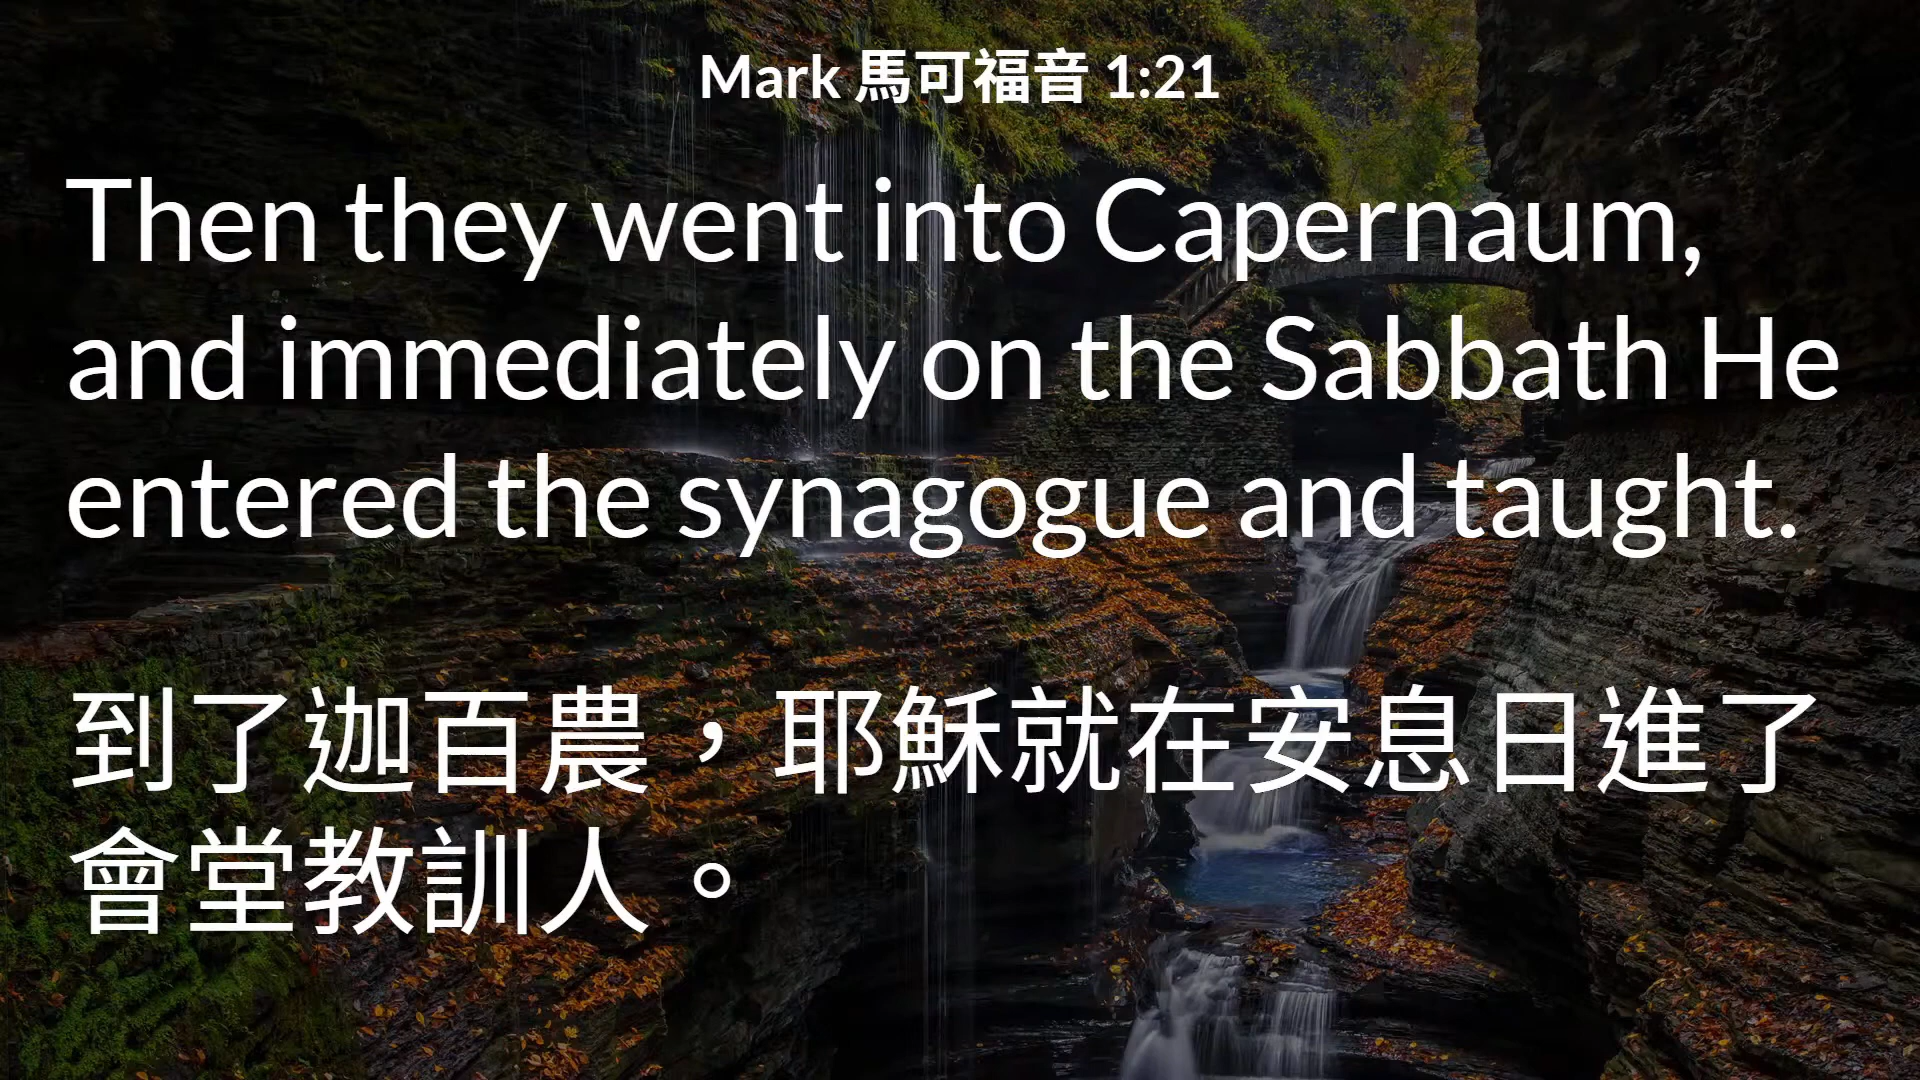 Mark 馬可福音 1:21
Then they went into Capernaum,
and immediately on the Sabbath He
entered the synagogue and taught.
到了迦百農，耶穌就在安息日進了
會堂教訓人。